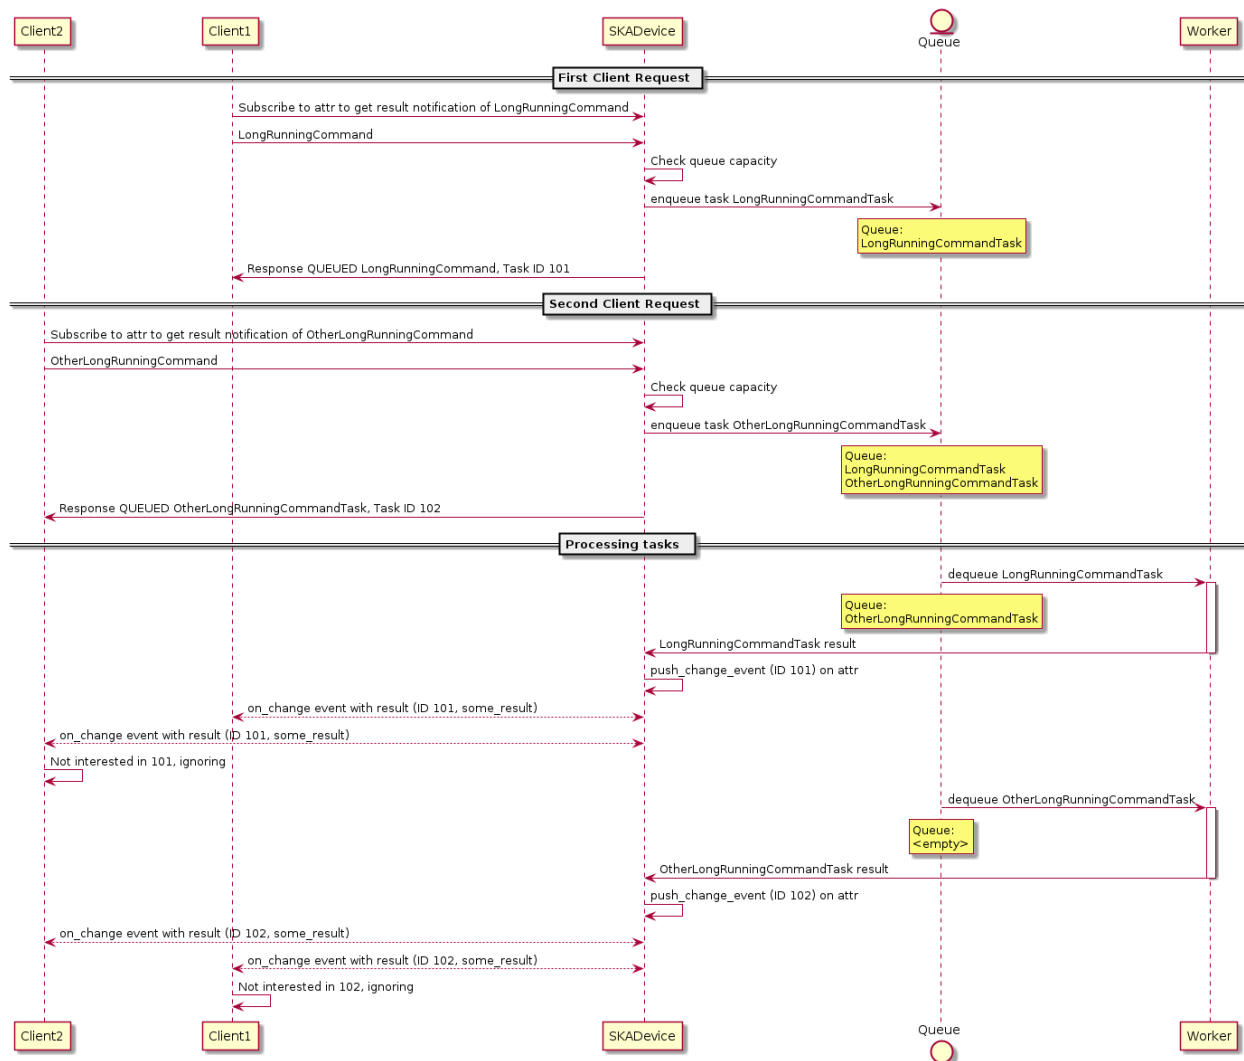 Client2
Client1
SKADevice
Queue
Worker
First Client Request
Subscribe to attr to get result notification of LongRunningCommand
LongRunningCommand
Check queue capacity
enqueue task LongRunningCommandTask
Queue:
LongRunningCommandTask
Response QUEUED LongRunningCommand, Task ID 101
Second Client Request
Subscribe to attr to get result notification of OtherLongRunningCommand
OtherLongRunningCommand
Check queue capacity
enqueue task OtherLongRunningCommandTask
Queue:
LongRunningCommandTask
OtherLongRunningCommandTask
Response QUEUED OtherLongRunningCommandTask, Task ID 102
Processing tasks
dequeue LongRunningCommandTask
Queue:
OtherLongRunningCommandTask
LongRunningCommandTask result
push_change_event (ID 101) on attr
on_change event with result (ID 101, some_result)
on_change event with result (ID 101, some_result)
Not interested in 101, ignoring
dequeue OtherLongRunningCommandTask
Queue:
<empty>
OtherLongRunningCommandTask result
push_change_event (ID 102) on attr
on_change event with result (ID 102, some_result)
on_change event with result (ID 102, some_result)
Not interested in 102, ignoring
Client2
Client1
SKADevice
Queue
Worker